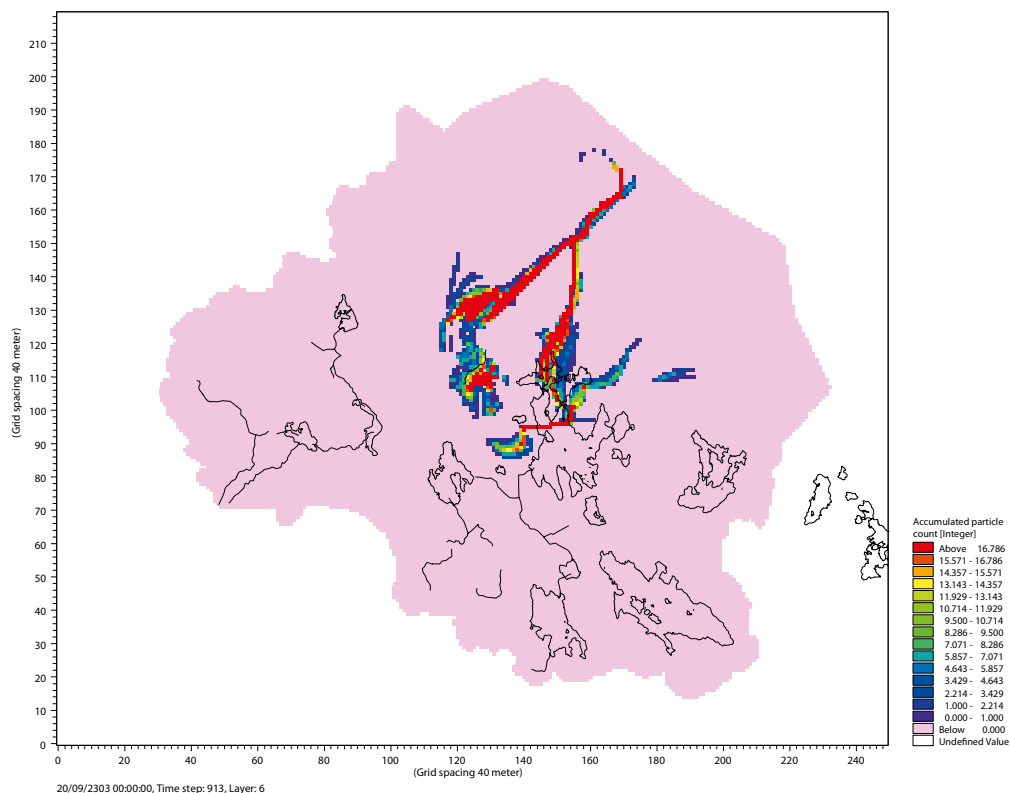 210
200
190
180
170
160
150
140
130
120
110
100
90
80
70
60
50
40
30
20
10
0
(Grid spacing 40 meter)
0 20 40 60 80 100 120 140 160 180 200 220 240
(Grid spacing 40 meter)
20/09/2303 00:00:00, Time step: 913, Layer: 6
Accumulated particle
count [Integer]
Above 16.786
15.571 - 16.786
14.357 - 15.571
13.143 - 14.357
11.929 - 13.143
10.714 - 11.929
9.500 - 10.714
8.286 - 9.500
7.071 - 8.286
5.857 - 7.071
4.643 - 5.857
3.429 - 4.643
2.214 - 3.429
1.000 - 2.214
0.000 - 1.000
Below 0.000
Undefined Value